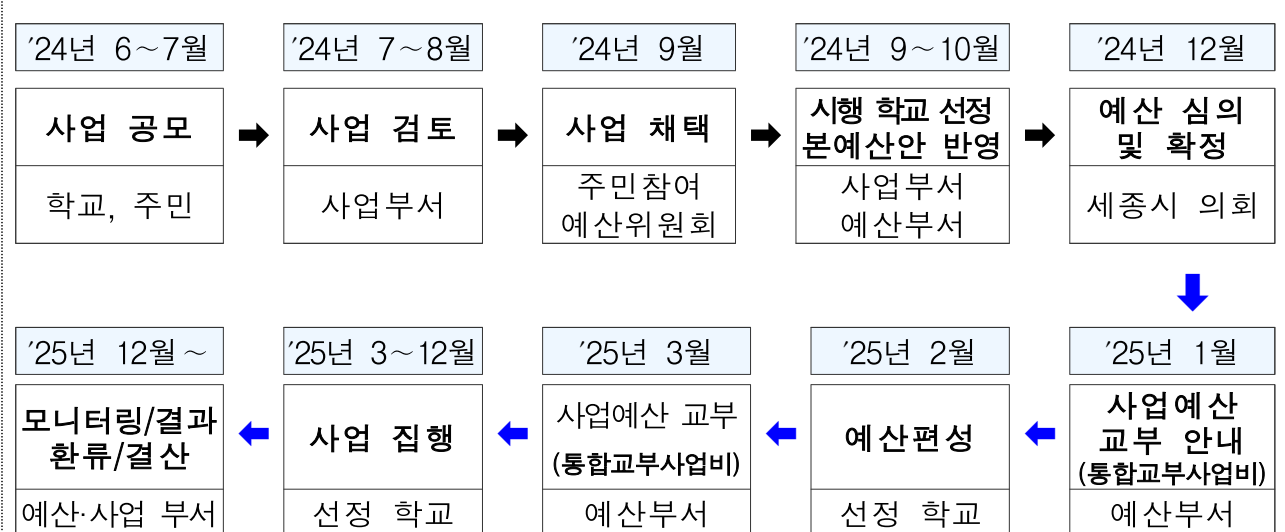 ’24년 6～7월
’24년 7～8월
’24년 9월
’24년 9～10월
’24년 12월
사업 공모
사업 검토
사업 채택
시행 학교 선정
본예산안 반영
예산 심의
및 확정
학교, 주민
사업부서
주민참여
예산위원회
사업부서
예산부서
세종시 의회
’25년 12월～
’25년 3～12월
’25년 3월
’25년 2월
’25년 1월
모니터링/결과
환류/결산
사업 집행
사업예산 교부
(통합교부사업비)
예산편성
사업예산
교부 안내
(통합교부사업비)
예산·사업 부서
선정 학교
예산부서
선정 학교
예산부서